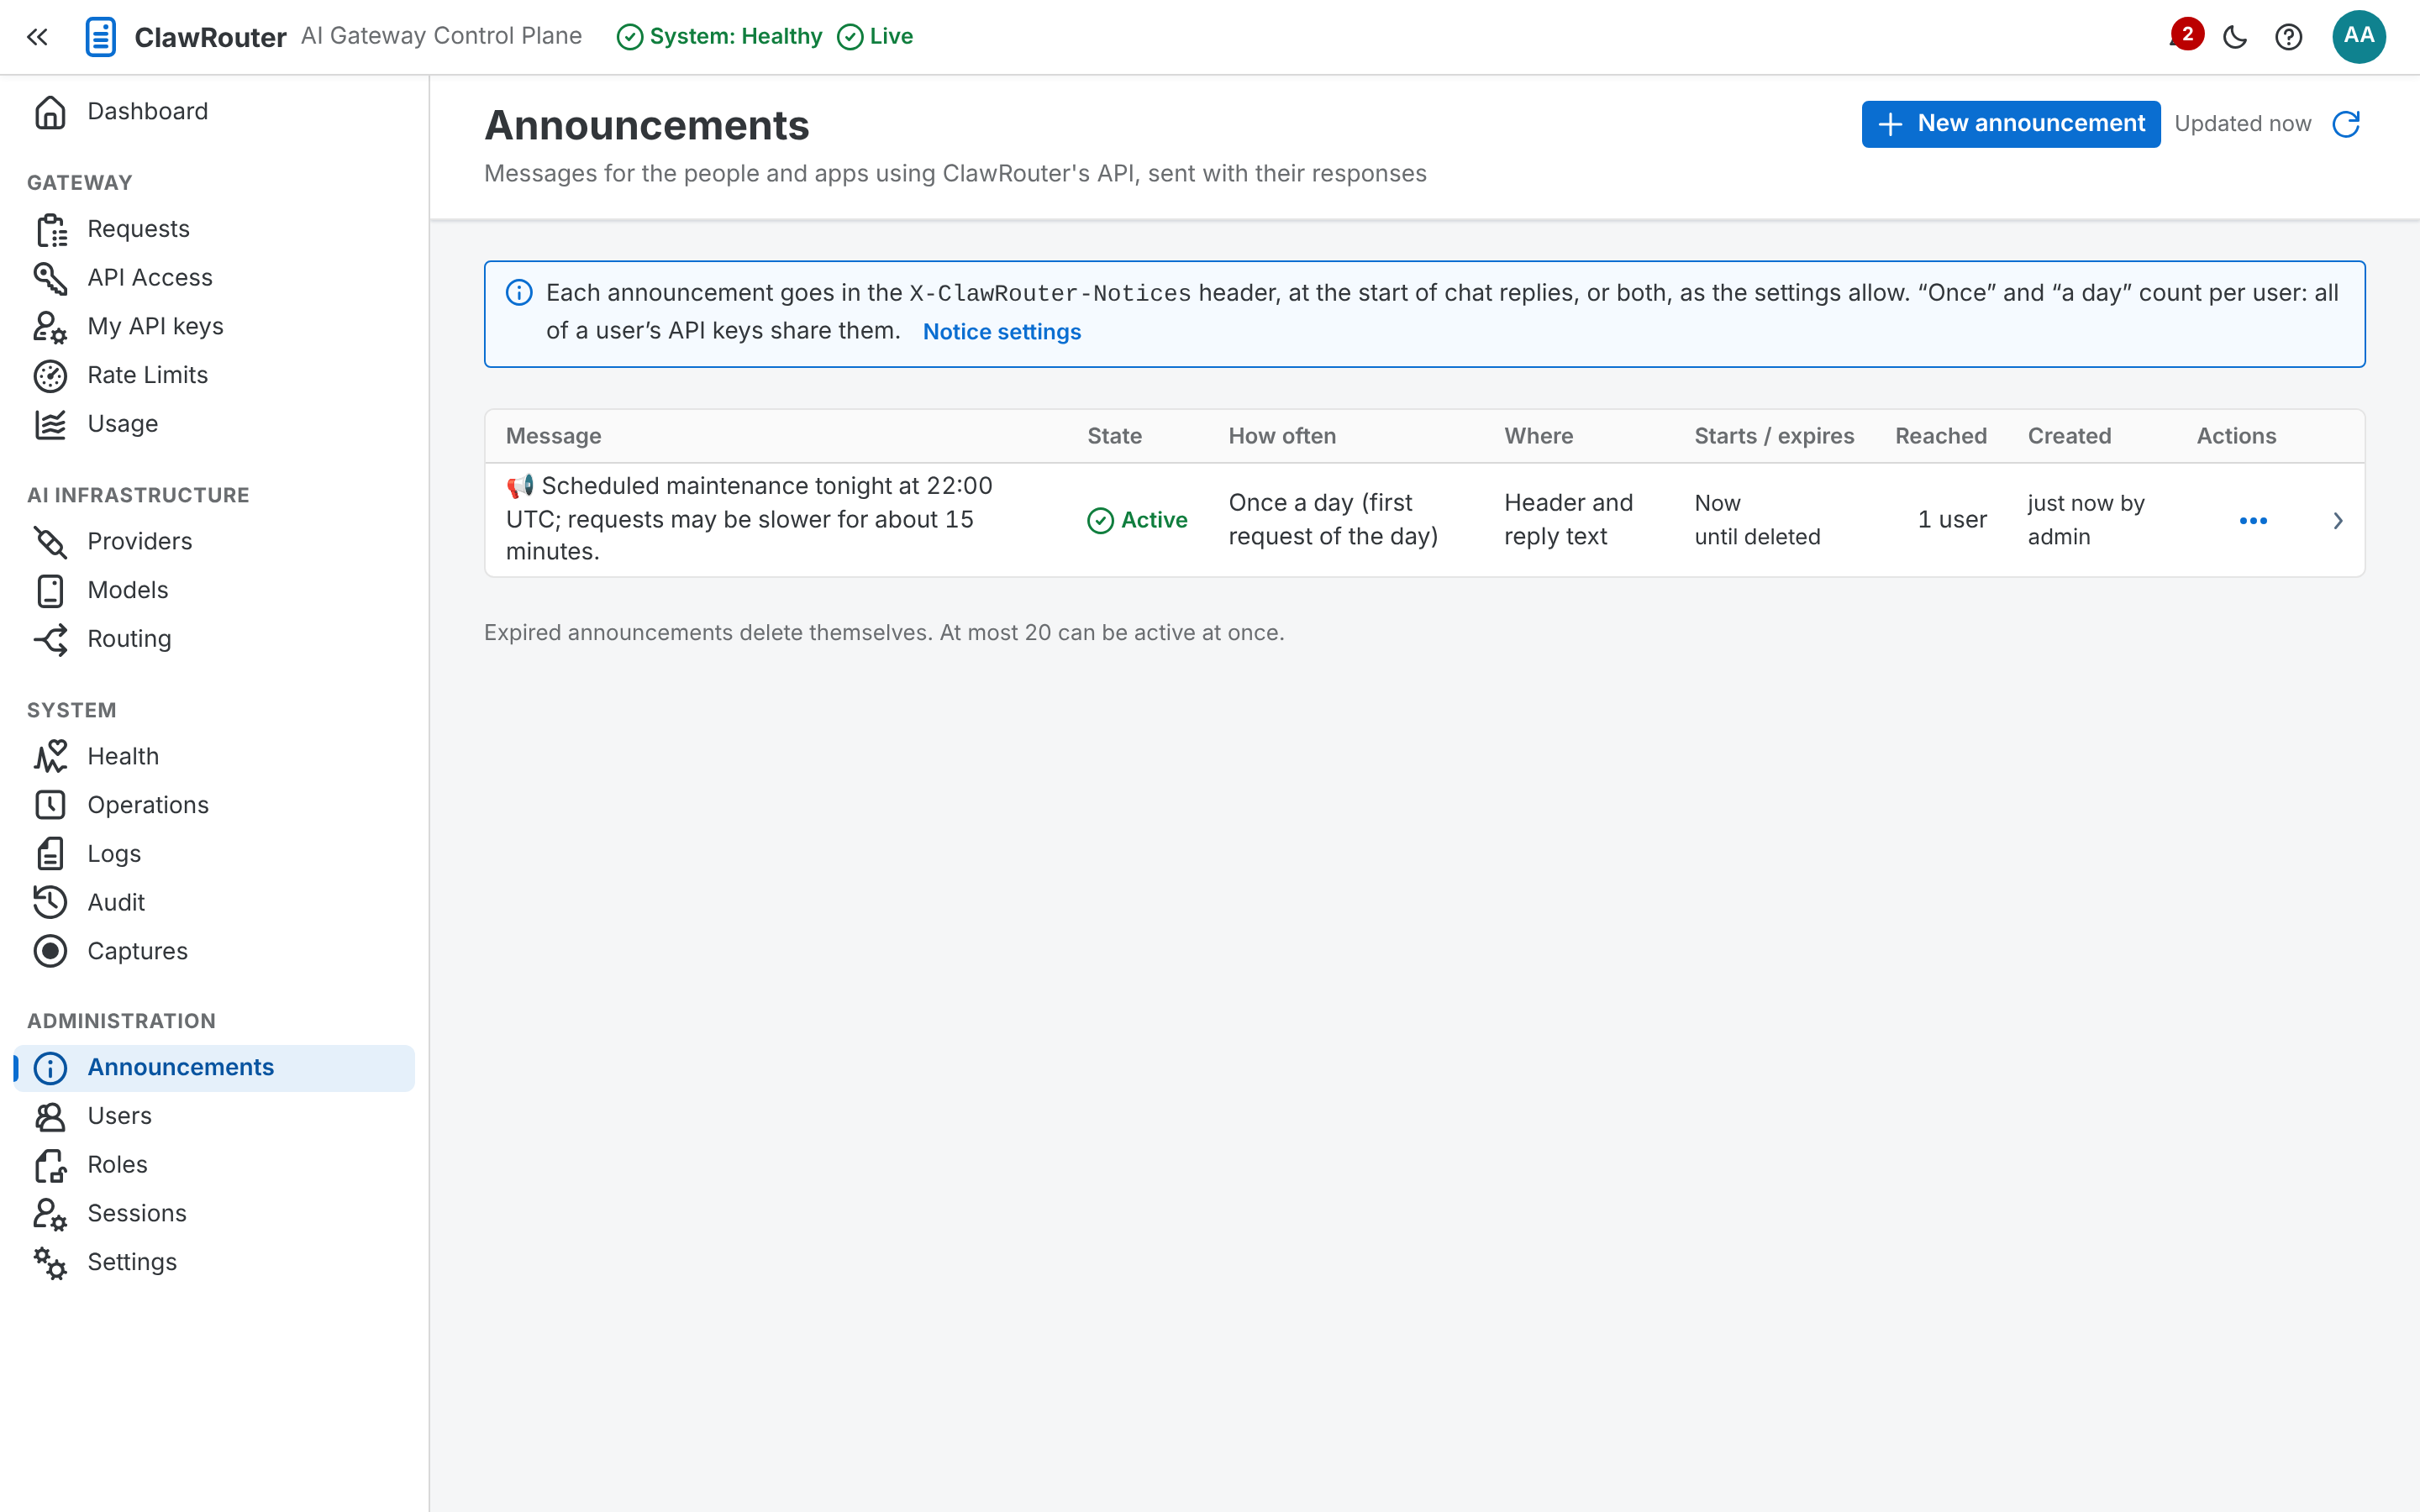 ClawRouter AI Gateway Control Plane System: Healthy Live 2 AA
Dashboard
GATEWAY
Requests
API Access
My API keys
Rate Limits
Usage
AI INFRASTRUCTURE
Providers
Models
Routing
SYSTEM
Health
Operations
Logs
Audit
Captures
ADMINISTRATION
Announcements
Users
Roles
Sessions
Settings
Announcements
New announcement Updated now
Messages for the people and apps using ClawRouter's API, sent with their responses
Each announcement goes in the X-ClawRouter-Notices header, at the start of chat replies, or both, as the settings allow. “Once” and “a day” count per user: all
of a user’s API keys share them. Notice settings
Message State How often Where Starts / expires Reached Created Actions
📢 Scheduled maintenance tonight at 22:00
UTC; requests may be slower for about 15
minutes.
Active
Once a day (first
request of the day)
Header and
reply text
Now
until deleted
1 user
just now by
admin
Expired announcements delete themselves. At most 20 can be active at once.